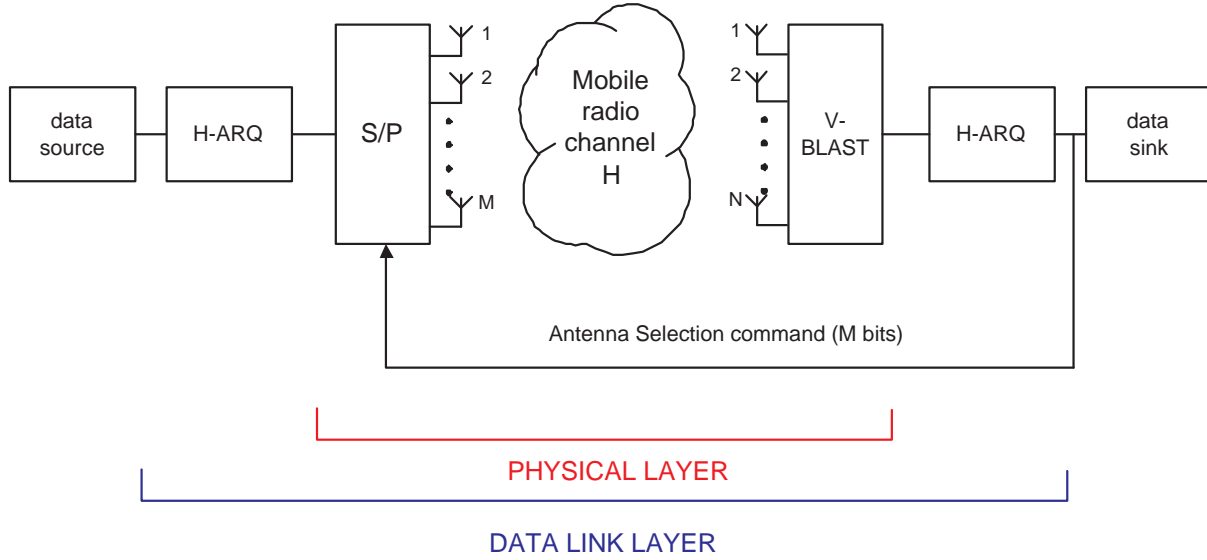 data
source
H-ARQ
S/P
1
2
M
Mobile
radio
channel
H
1
2
N
V-
BLAST
H-ARQ
data
sink
Antenna Selection command (M bits)
PHYSICAL LAYER
DATA LINK LAYER